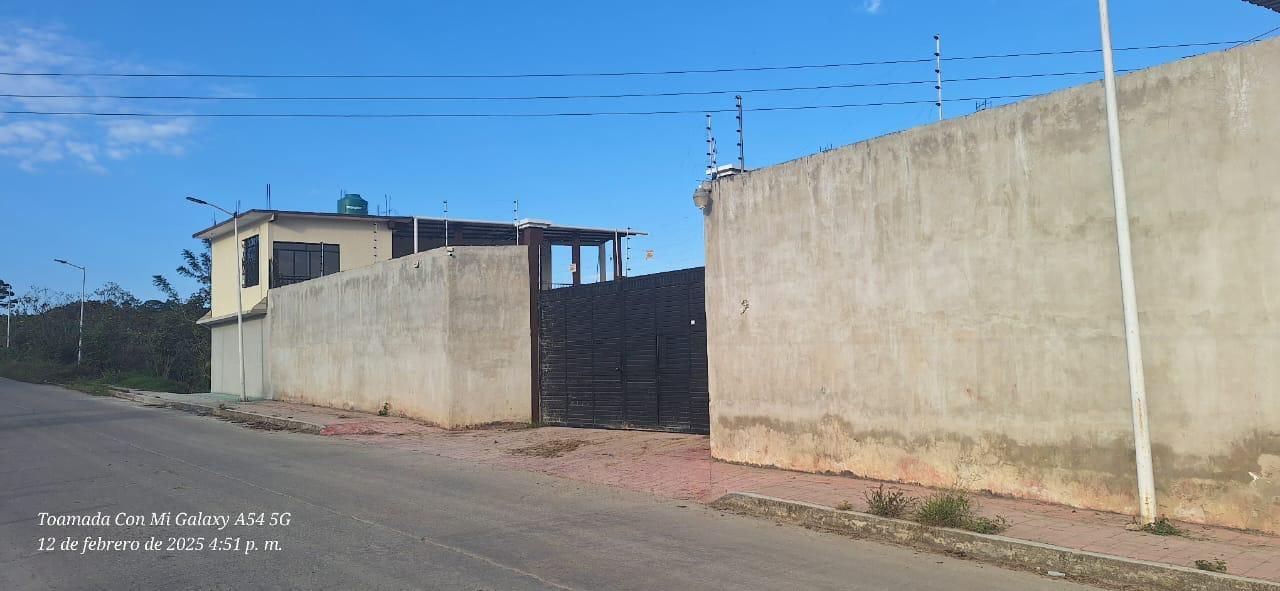 Toamada Con Mi Galaxy A54 5G
12 de febrero de 2025 4:51 p. m.